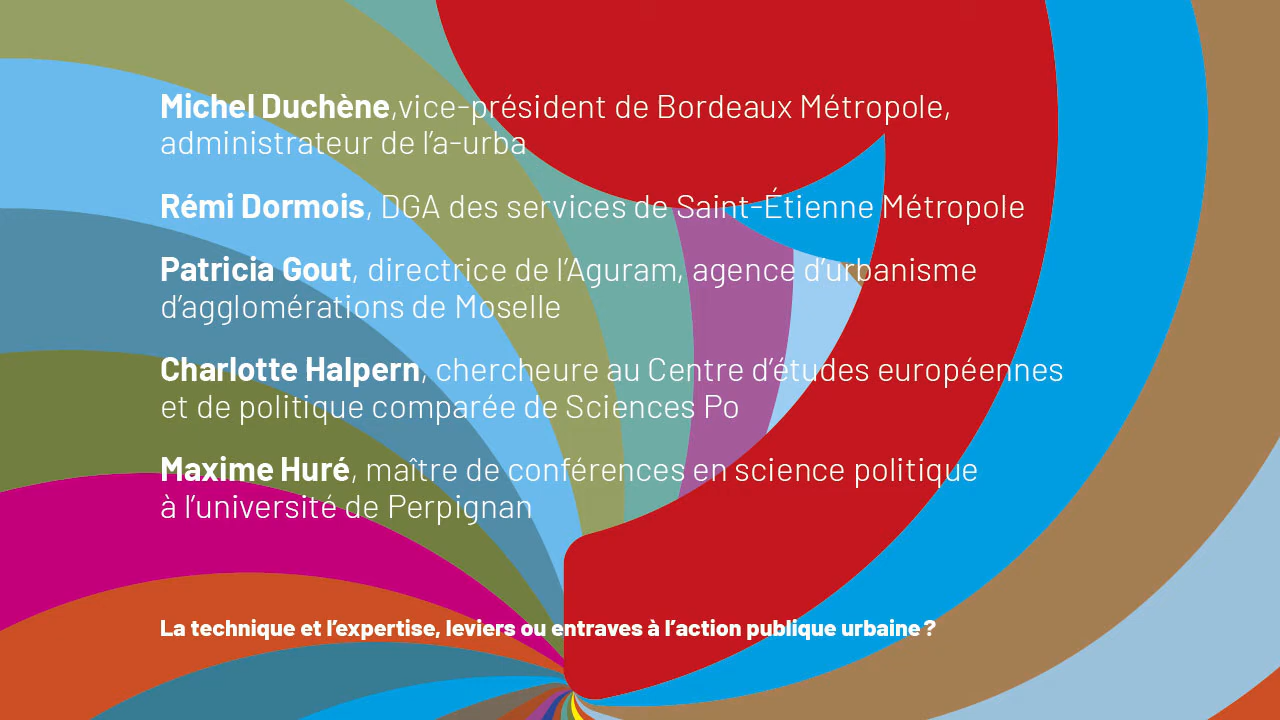 Michel Duchène,vice-président de Bordeaux Métropole,
administrateur de l’a-urba
Rémi Dormois, DGA des services de Saint-Étienne Métropole
Patricia Gout, directrice de l’Aguram, agence d’urbanisme
d’agglomérations de Moselle
Charlotte Halpern, chercheure au Centre d’études européennes
et de politique comparée de Sciences Po
Maxime Huré, maître de conférences en science politique
à l’université de Perpignan
La technique et l’expertise, leviers ou entraves à l’action publique urbaine ?